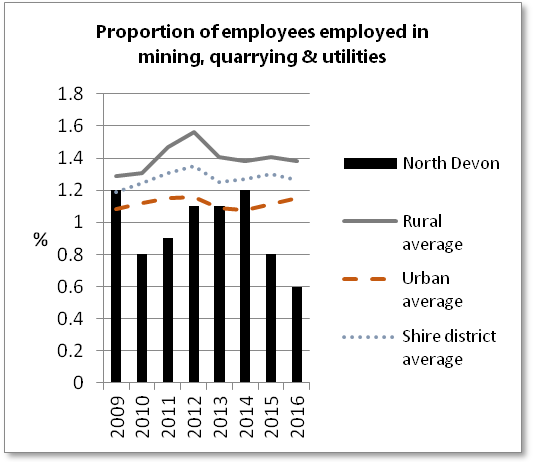 Proportion of employees employed in
mining, quarrying & utilities
1.8
1.6
1.4
1.2
1
0.8
0.6
0.4
0.2
0
%
2009
2010
2011
2012
2013
2014
2015
2016
North Devon
Rural
average
Urban
average
Shire district
average